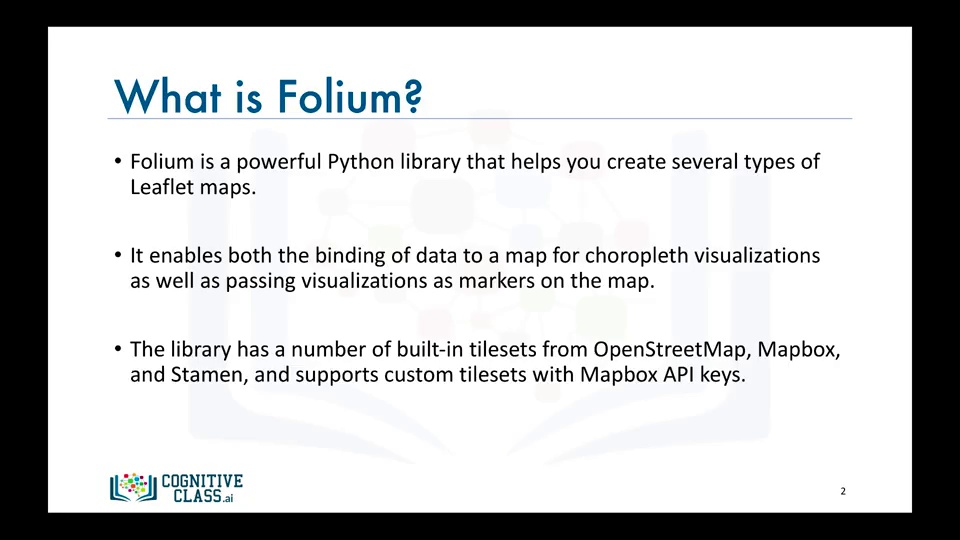 What is Folium?
• Folium is a powerful Python library that helps you create several types of
Leaflet maps.
• It enables both the binding of data to a map for choropleth visualizations
as well as passing visualizations as markers on the map.
• The library has a number of built-in tilesets from OpenStreetMap, Mapbox,
and Stamen, and supports custom tilesets with Mapbox API keys.
COGNITIVE
CLASS.ai
2